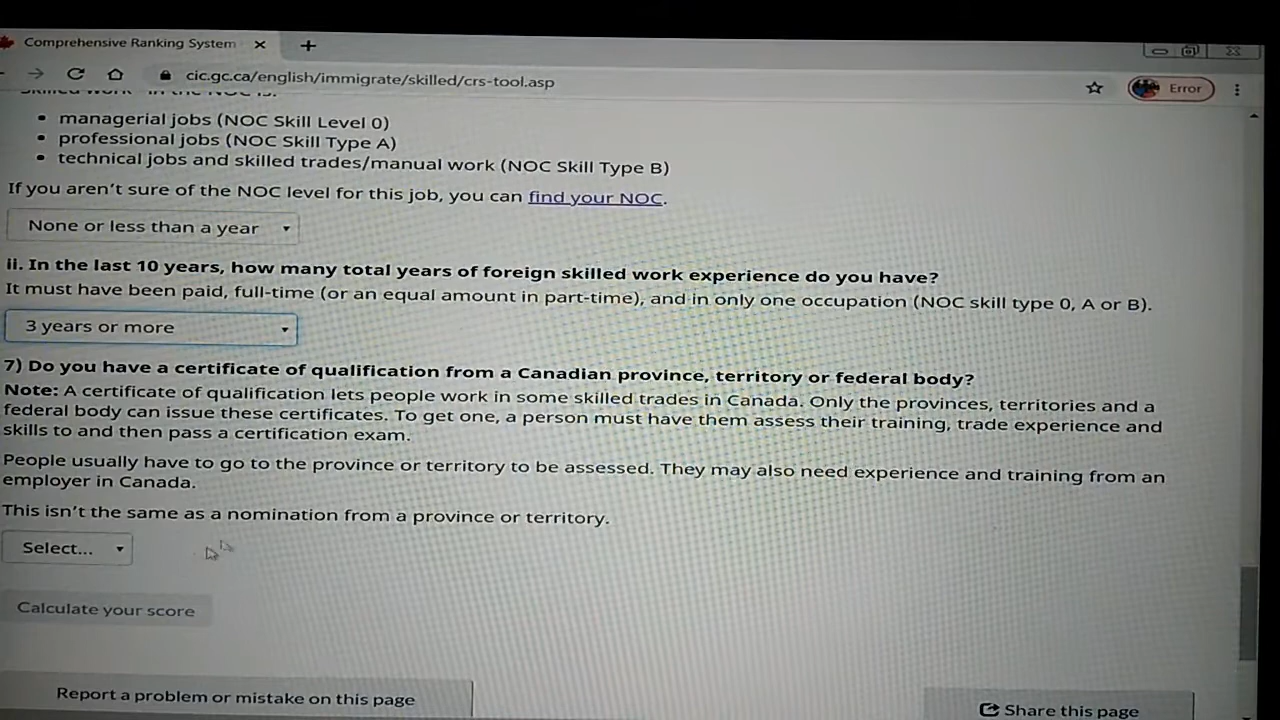 Comprehensive Ranking System
cic.gc.ca/english/immigrate/skilled/crs-tool.asp
Error
managerial jobs (NOC Skill Level 0)
professional jobs (NOC Skill Type A)
technical jobs and skilled trades/manual work (NOC Skill Type B)
If you aren't sure of the NOC level for this job, you can find your NOC.
None or less than a year
ii. In the last 10 years, how many total years of foreign skilled work experience do you have?
It must have been paid, full-time (or an equal amount in part-time), and in only one occupation (NOC skill type 0, A or B).
3 years or more
7) Do you have a certificate of qualification from a Canadian province, territory or federal body?
Note: A certificate of qualification lets people work in some skilled trades in Canada. Only the provinces, territories and a
federal body can issue these certificates. To get one, a person must have them assess their training, trade experience and
skills to and then pass a certification exam.
People usually have to go to the province or territory to be assessed. They may also need experience and training from an
employer in Canada.
This isn't the same as a nomination from a province or territory.
Select...
Calculate your score
Report a problem or mistake on this page
Share this page